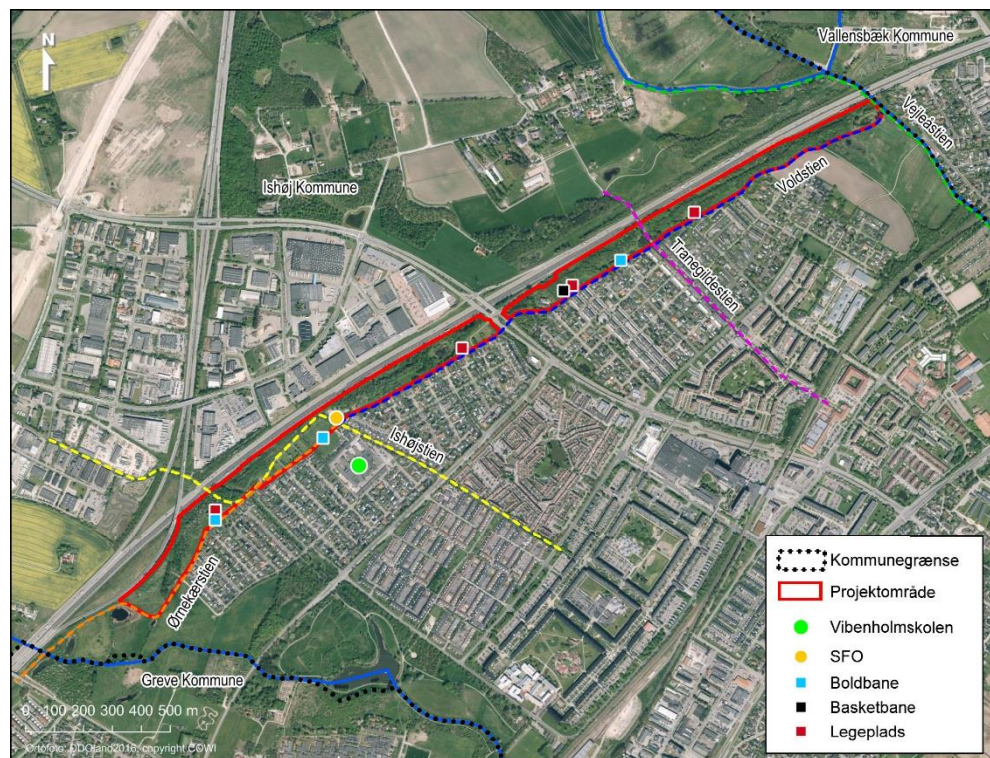 N
Vallensbæk Kommune
Vejleåstien
Ishøj Kommune
Voldstien
Tranegildestien
Ishøjstien
Ørnekærstien
Greve Kommune
0 100 200 300 400 500 m
Ortofoto: DDOland2016, copyright COWI
Kommunegrænse
Projektområde
Vibenholmskolen
SFO
Boldbane
Basketbane
Legeplads